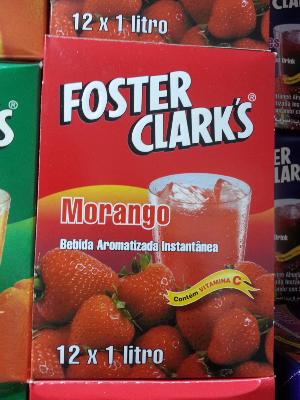 12 x 1 litro
FOSTER
CLARK'S®
Morango
Bebida Aromatizada Instantânea
Contém VITAMINA C
12 x 1 litro